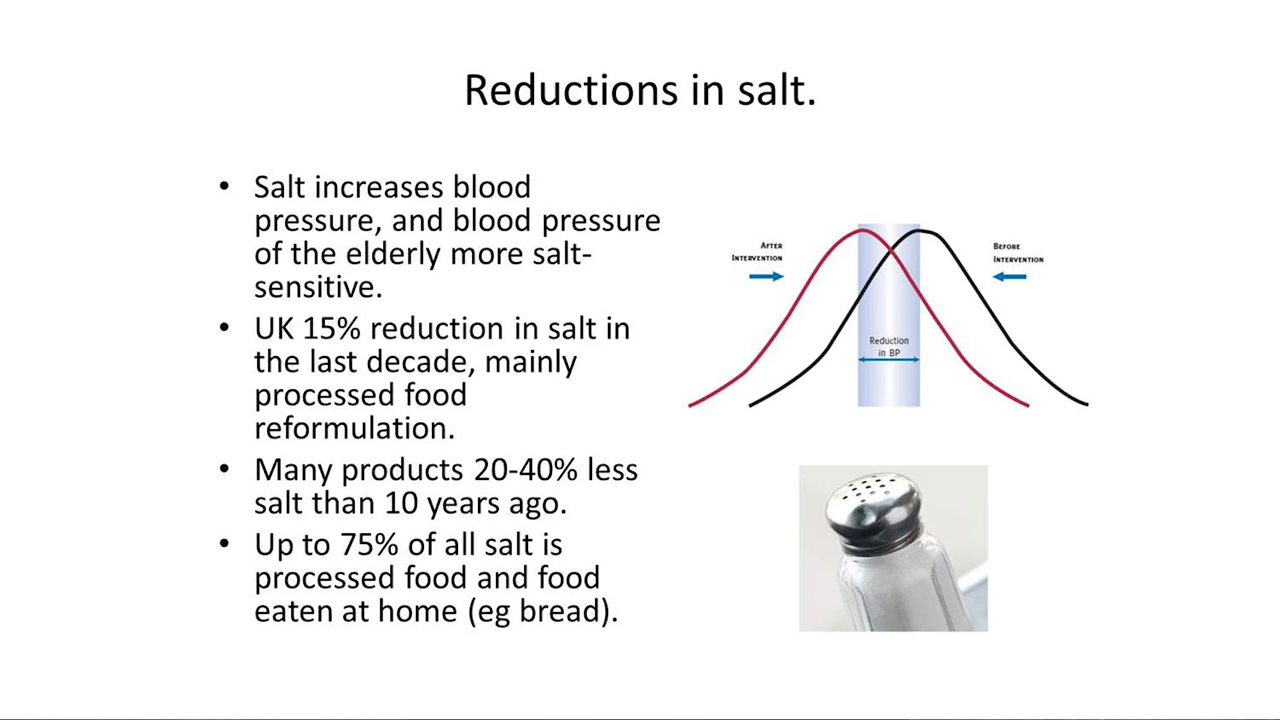 Reductions in salt.
• Salt increases blood
pressure, and blood pressure
of the elderly more salt-
sensitive.
• UK 15% reduction in salt in
the last decade, mainly
processed food
reformulation.
• Many products 20-40% less
salt than 10 years ago.
• Up to 75% of all salt is
processed food and food
eaten at home (eg bread).
AFTER
INTERVENTION
BEFORE
INTERVENTION
Reduction
in BP